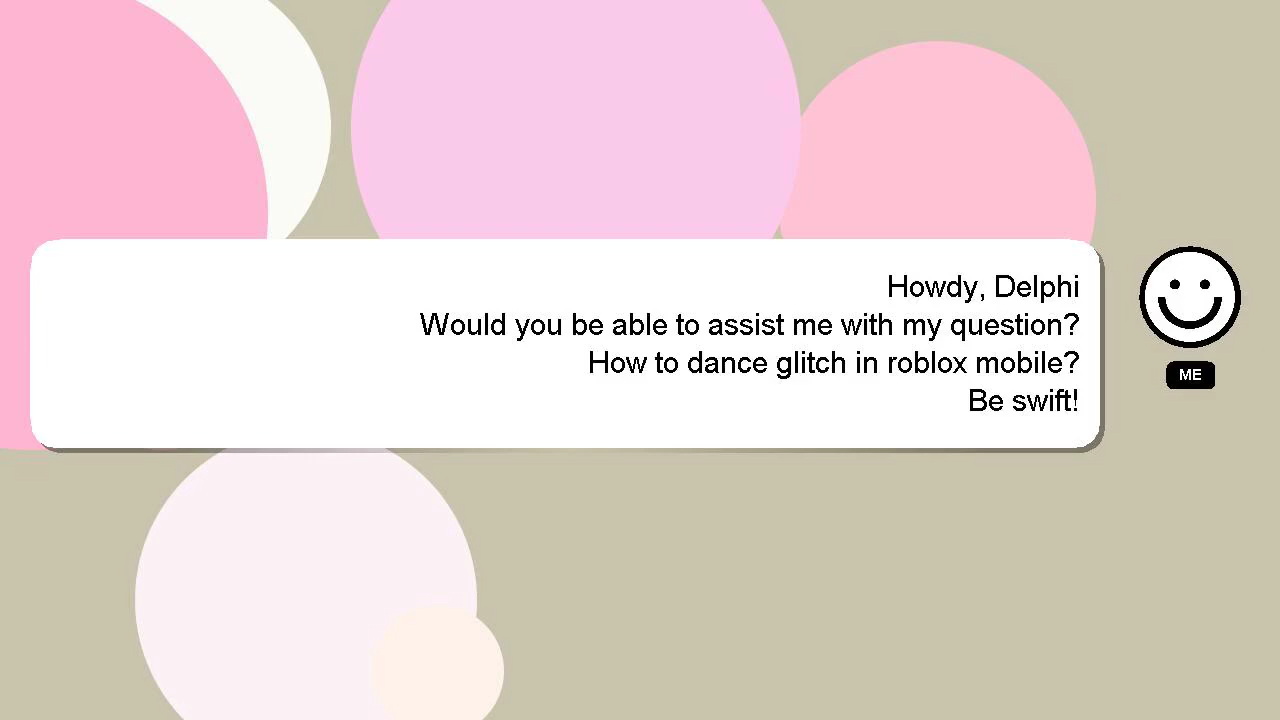 Howdy, Delphi
Would you be able to assist me with my question?
How to dance glitch in roblox mobile?
Be swift!
ME